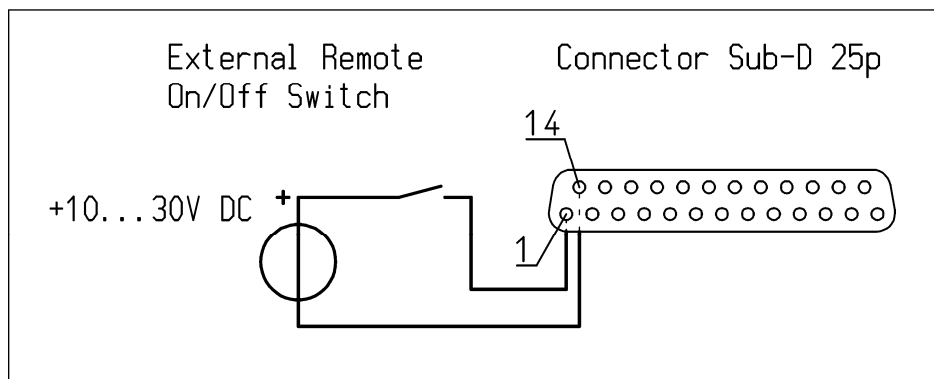 External Remote
On/Off Switch
Connector Sub-D 25p
14
+10...30V DC
+
1